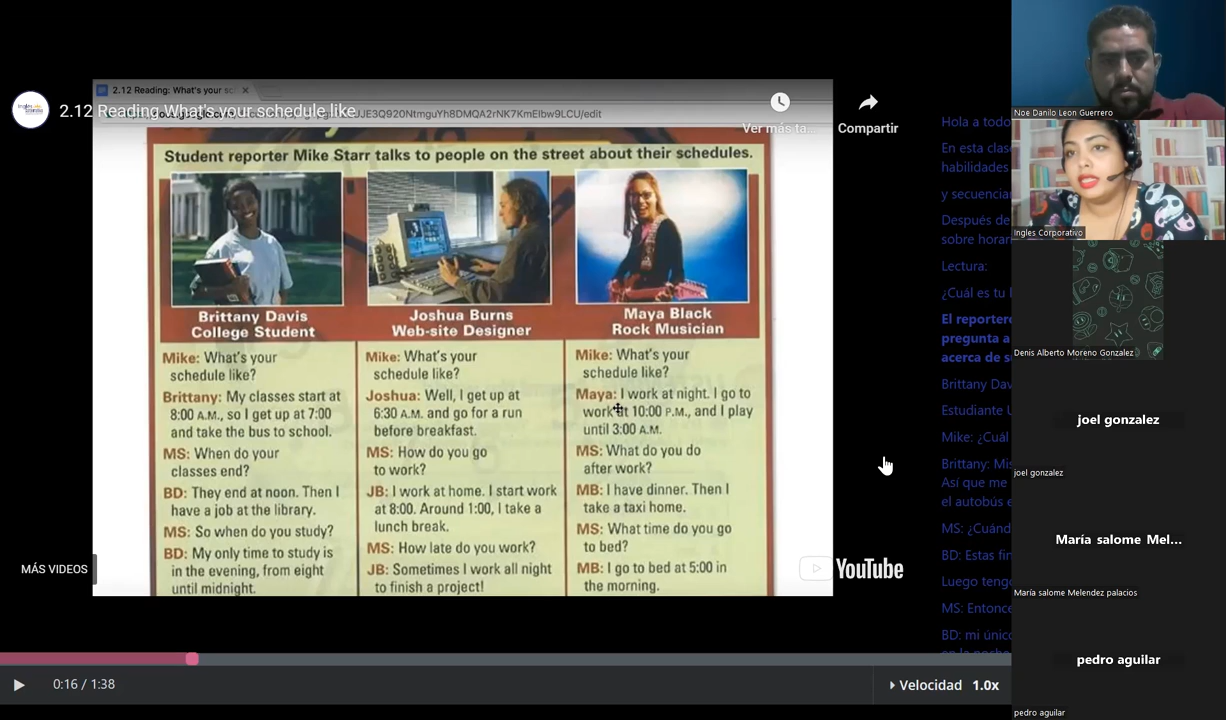 2.12 Reading: What's your sc
2.12 Reading What's your schedule like
JJE3Q920NtmguYh8DMQA2rNK7KmElbw9LCU/edit
Ver más ta...
Compartir
Student reporter Mike Starr talks to people on the street about their schedules.
Brittany Davis
College Student
Mike: What's your
schedule like?
Brittany: My classes start at
8:00 A.M., so I get up at 7:00
and take the bus to school.
MS: When do your
classes end?
BD: They end at noon. Then I
have a job at the library.
MS: So when do you study?
BD: My only time to study is
in the evening, from eight
until midnight.
Joshua Burns
Web-site Designer
Mike: What's your
schedule like?
Joshua: Well, I get up at
6:30 A.M. and go for a run
before breakfast.
MS: How do you go
to work?
JB: I work at home. I start work
at 8:00. Around 1:00, I take a
lunch break.
MS: How late do you work?
JB: Sometimes I work all night
to finish a project!
Maya Black
Rock Musician
Mike: What's your
schedule like?
Maya: I work at night. I go to
work at 10:00 P.M., and I play
until 3:00 A.M.
MS: What do you do
after work?
MB: I have dinner. Then I
take a taxi home.
MS: What time do you go
to bed?
MB: I go to bed at 5:00 in
the morning.
MÁS VIDEOS
YouTube
0:16 / 1:38
Velocidad 1.0x
Hola a todo
En esta clas
habilidades
y secuencia
Después de
sobre horar
Lectura:
¿Cuál es tu
El reportero
pregunta a
acerca de s
Brittany Dav
Estudiante U
Mike: ¿Cuál
Brittany: Mis
Así que me
el autobús e
MS: ¿Cuánd
BD: Estas fin
Luego teng
MS: Entonce
BD: mi únic
Noe Danilo Leon Guerrero
Ingles Corporativo
Denis Alberto Moreno Gonzalez
joel gonzalez
joel gonzalez
María salome Mel...
María salome Melendez palacios
pedro aguilar
pedro aguilar